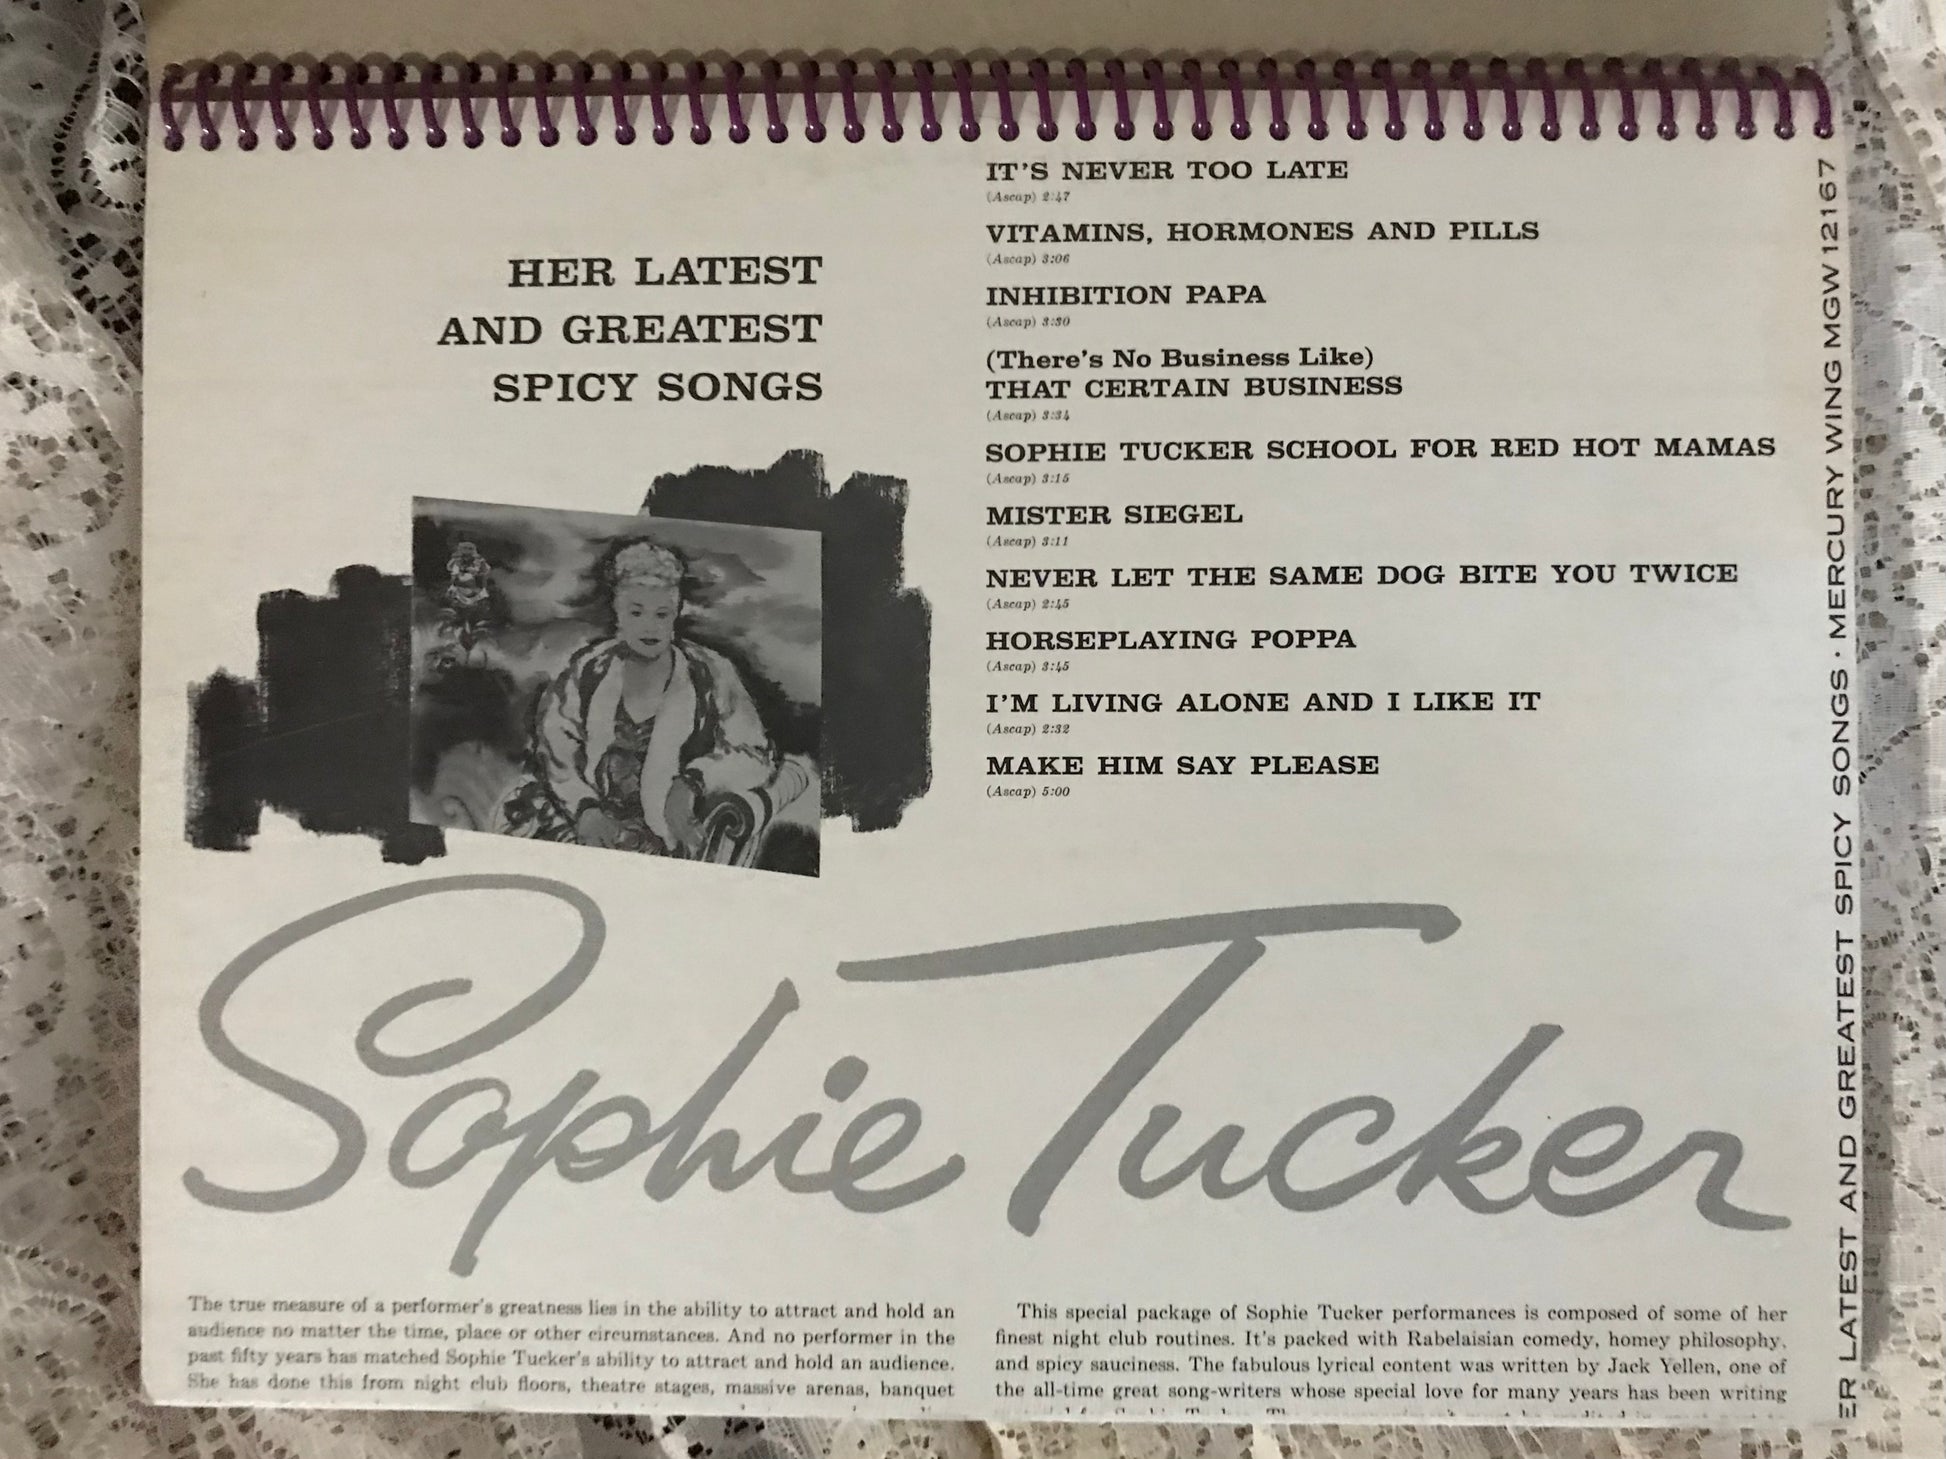 HER LATEST
AND GREATEST
SPICY SONGS
IT'S NEVER TOO LATE
(Ascap) 2:47
VITAMINS, HORMONES AND PILLS
(Ascap) 3:06
INHIBITION PAPA
(Ascap) 3:30
(There's No Business Like)
THAT CERTAIN BUSINESS
(Ascap) 3:34
SOPHIE TUCKER SCHOOL FOR RED HOT MAMAS
(Ascap) 3:15
MISTER SIEGEL
(Ascap) 3:11
NEVER LET THE SAME DOG BITE YOU TWICE
(Ascap) 2:45
HORSEPLAYING POPPA
(Ascap) 3:45
I'M LIVING ALONE AND I LIKE IT
(Ascap) 2:32
MAKE HIM SAY PLEASE
(Ascap) 5:00
Sophie Tucker
The true measure of a performer's greatness lies in the ability to attract and hold an
audience no matter the time, place or other circumstances. And no performer in the
past fifty years has matched Sophie Tucker's ability to attract and hold an audience.
She has done this from night club floors, theatre stages, massive arenas, banquet
This special package of Sophie Tucker performances is composed of some of her
finest night club routines. It's packed with Rabelaisian comedy, homey philosophy,
and spicy sauciness. The fabulous lyrical content was written by Jack Yellen, one of
the all-time great song-writers whose special love for many years has been writing
ER LATEST AND GREATEST SPICY SONGS · MERCURY WING MGW 12167